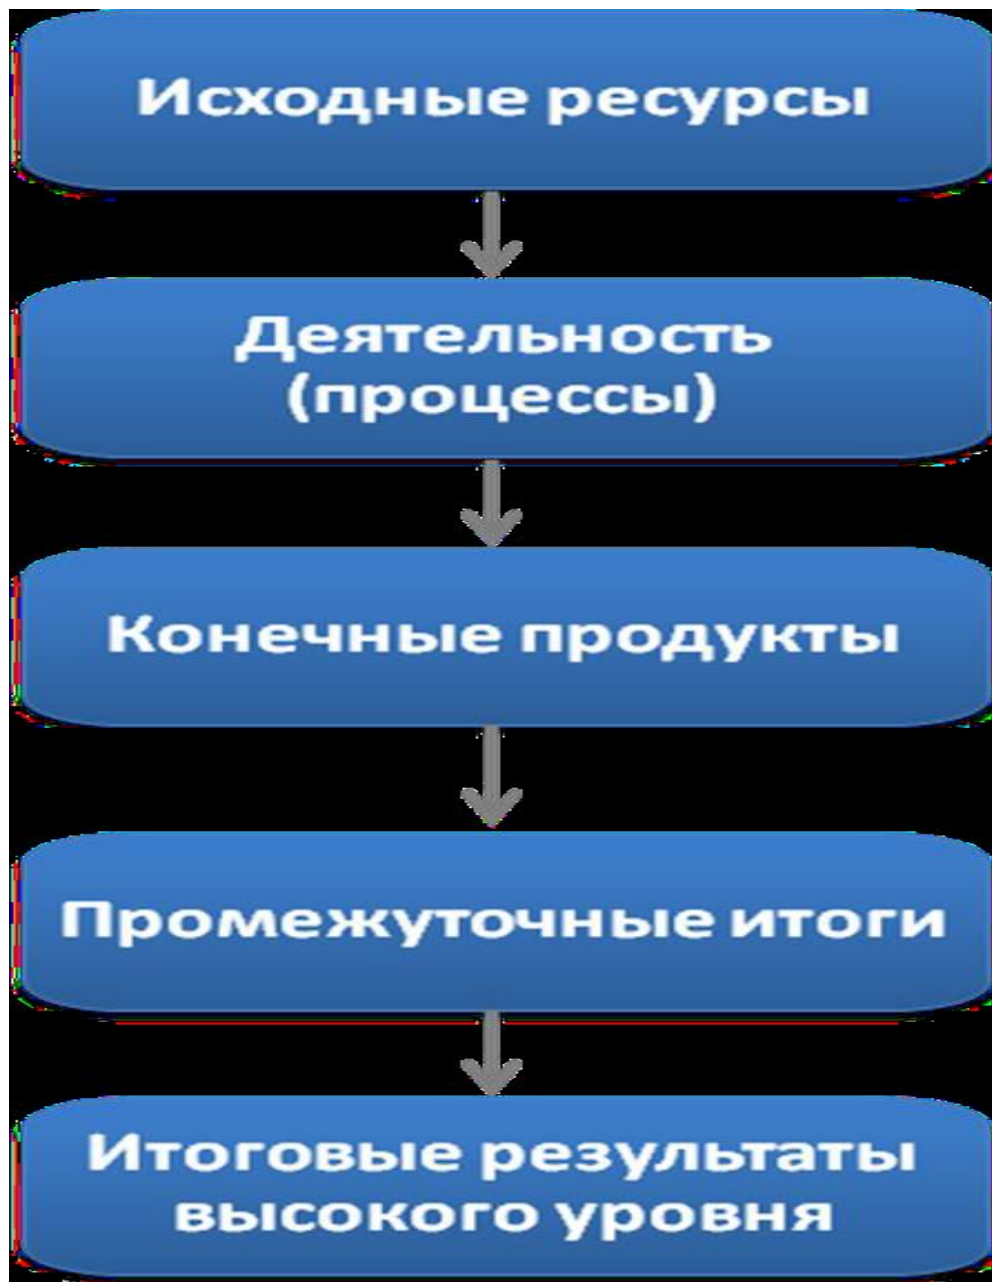 Исходные ресурсы
Деятельность
(процессы)
Конечные продукты
Промежуточные итоги
Итоговые результаты
высокого уровня